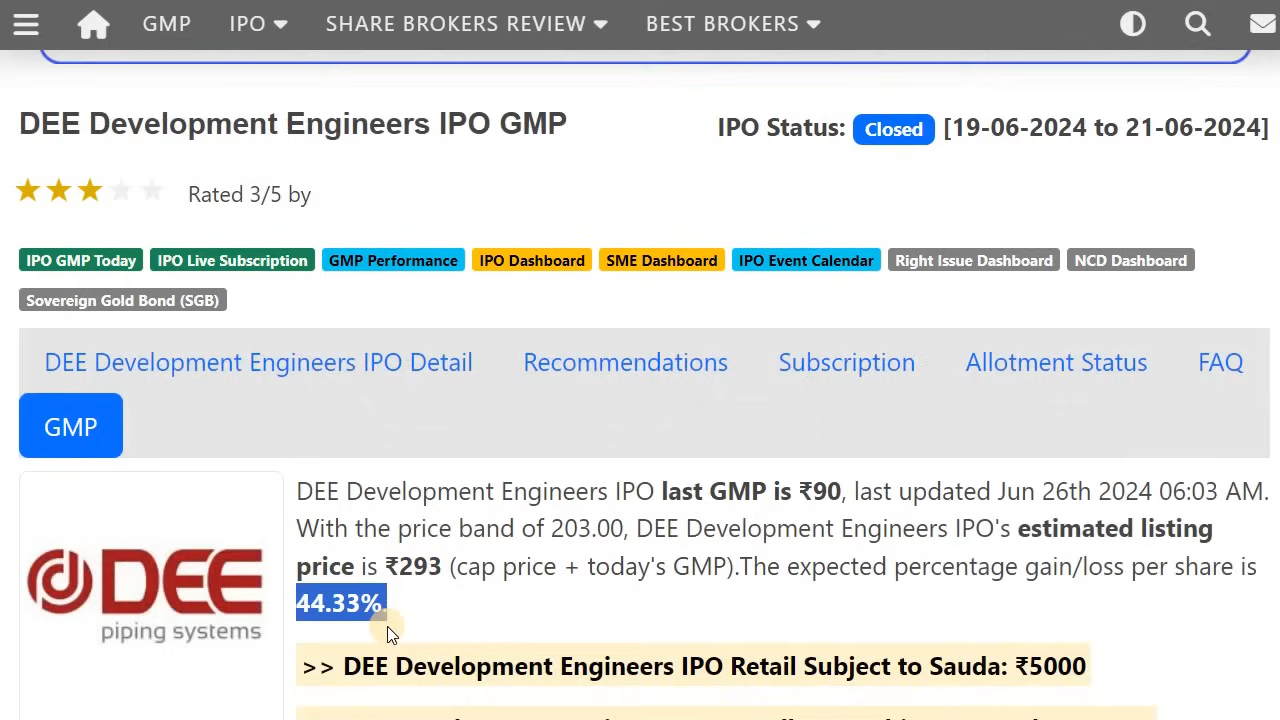 GMP IPO SHARE BROKERS REVIEW BEST BROKERS
DEE Development Engineers IPO GMP
IPO Status: Closed [19-06-2024 to 21-06-2024]
Rated 3/5 by
IPO GMP Today IPO Live Subscription GMP Performance IPO Dashboard SME Dashboard IPO Event Calendar Right Issue Dashboard NCD Dashboard
Sovereign Gold Bond (SGB)
DEE Development Engineers IPO Detail Recommendations Subscription Allotment Status FAQ
GMP
DEE
piping systems
DEE Development Engineers IPO last GMP is ₹90, last updated Jun 26th 2024 06:03 AM.
With the price band of 203.00, DEE Development Engineers IPO's estimated listing
price is ₹293 (cap price + today's GMP).The expected percentage gain/loss per share is
44.33%.
>> DEE Development Engineers IPO Retail Subject to Sauda: ₹5000